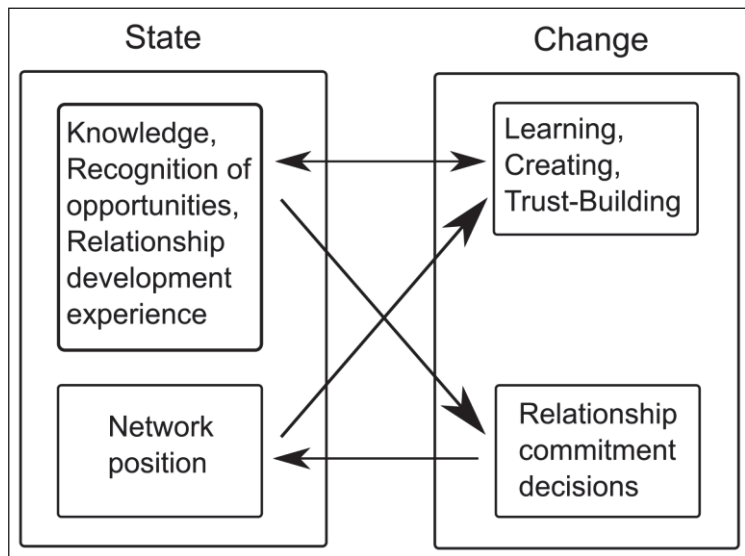 State
Knowledge,
Recognition of
opportunities,
Relationship
development
experience
Network
position
Change
Learning,
Creating,
Trust-Building
Relationship
commitment
decisions